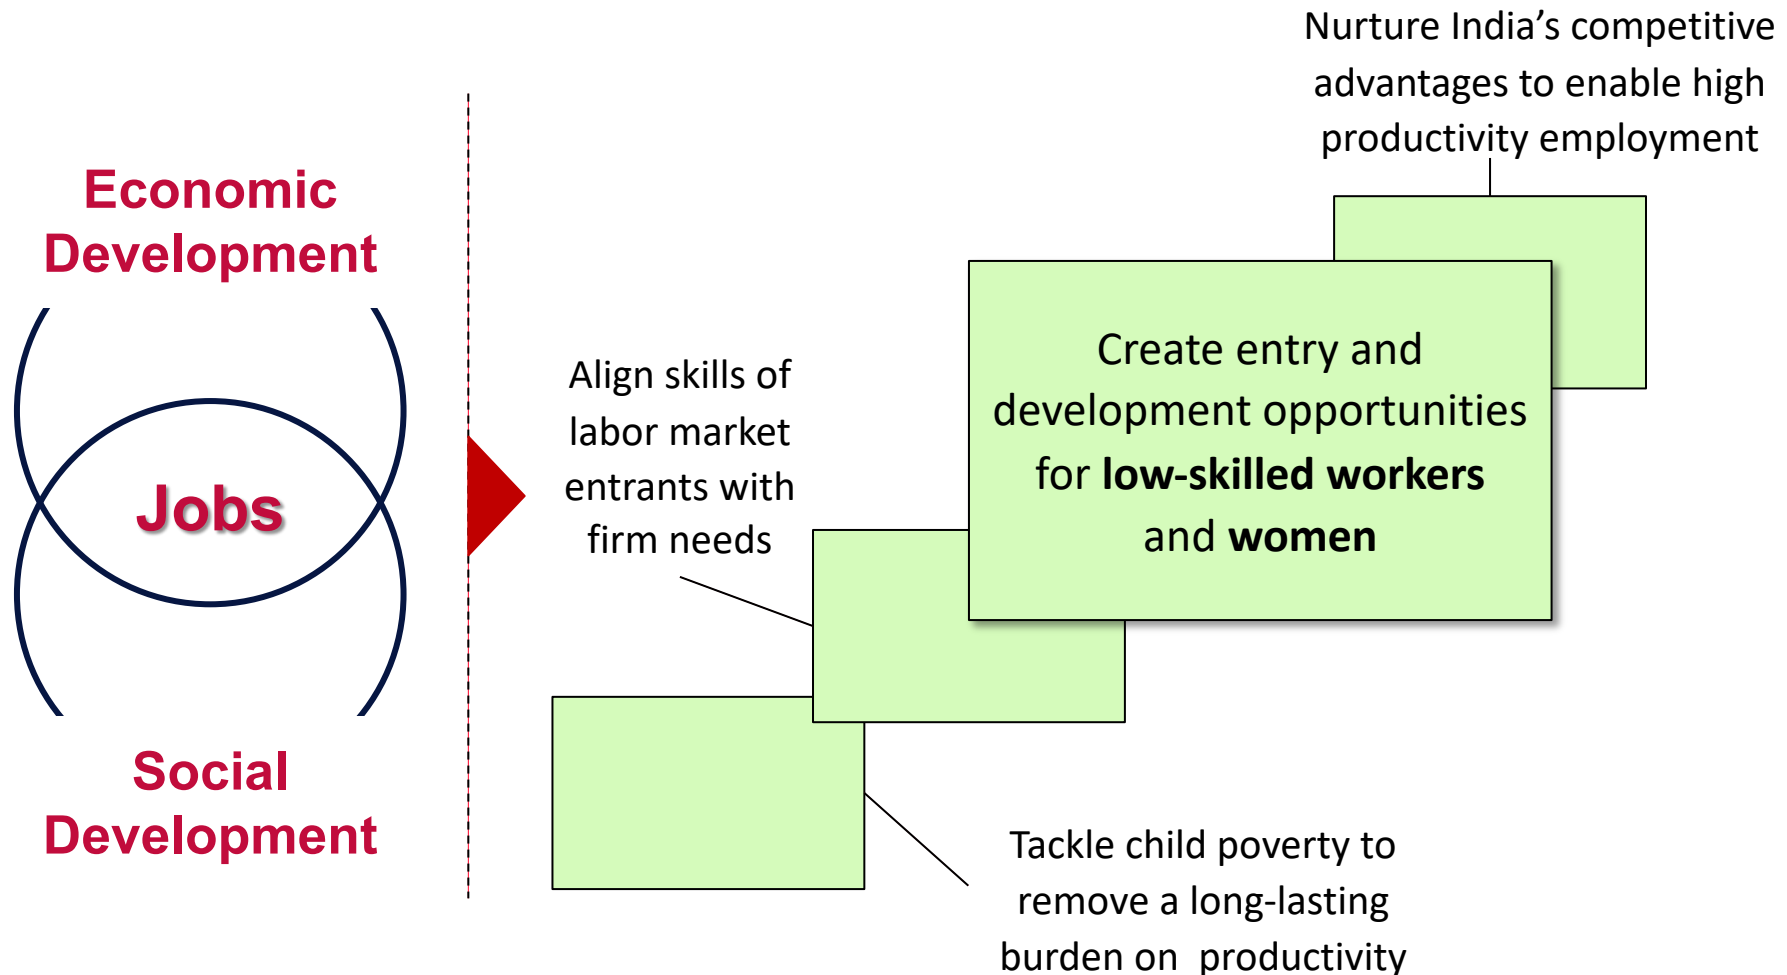 Economic
Development
Jobs
Social
Development
Align skills of
labor market
entrants with
firm needs
Nurture India’s competitive
advantages to enable high
productivity employment
Create entry and
development opportunities
for low-skilled workers
and women
Tackle child poverty to
remove a long-lasting
burden on  productivity